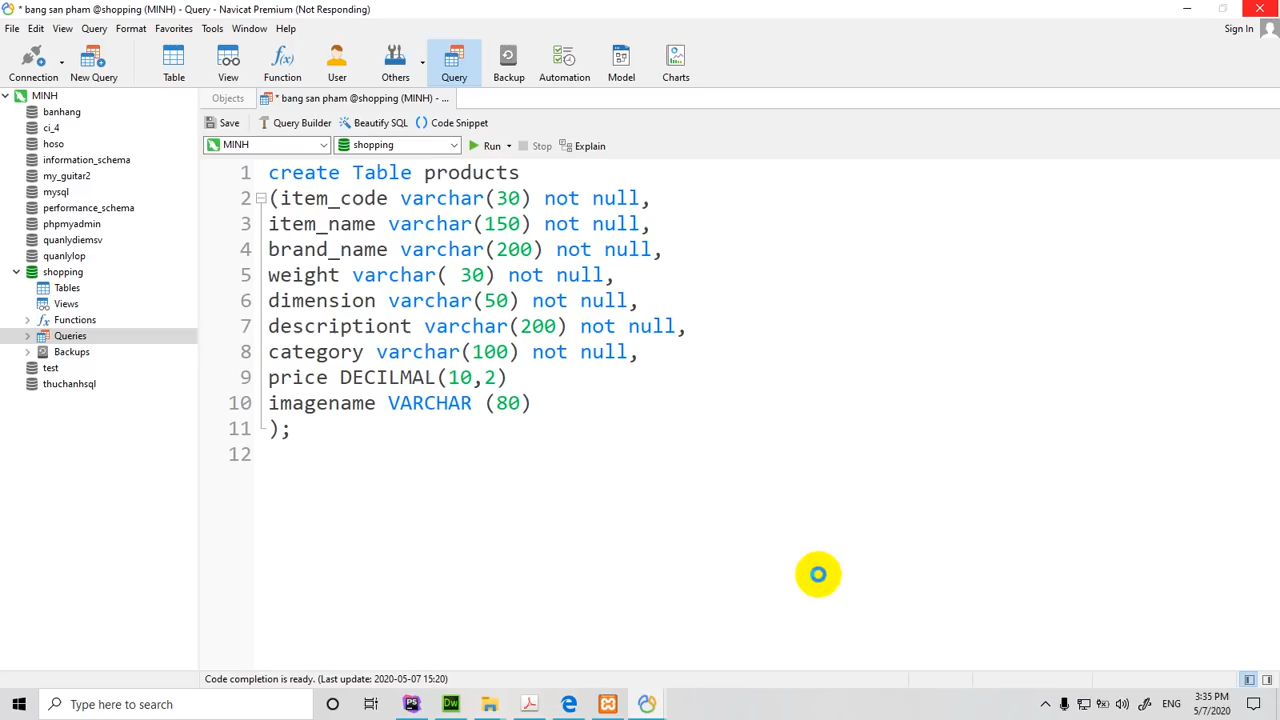 * bang san pham @shopping (MINH) - Query - Navicat Premium (Not Responding)
File Edit View Query Format Favorites Tools Window Help
Sign In
Connection New Query Table View Function User Others Query Backup Automation Model Charts
MINH
banhang
ci_4
hoso
information_schema
my_guitar2
mysql
performance_schema
phpmyadmin
quanlydiemsv
quanlylop
shopping
Tables
Views
Functions
Queries
Backups
test
thuchanhsql
Objects * bang san pham @shopping (MINH) - ...
Save Query Builder Beautify SQL () Code Snippet
MINH shopping Run Stop Explain
1 create Table products
2 (item_code varchar(30) not null,
3 item_name varchar(150) not null,
4 brand_name varchar(200) not null,
5 weight varchar( 30) not null,
6 dimension varchar(50) not null,
7 descriptiont varchar(200) not null,
8 category varchar(100) not null,
9 price DECILMAL(10,2)
10 imagename VARCHAR (80)
11 );
12
Code completion is ready. (Last update: 2020-05-07 15:20)
Type here to search
PS
Dw
ENG
3:35 PM
5/7/2020